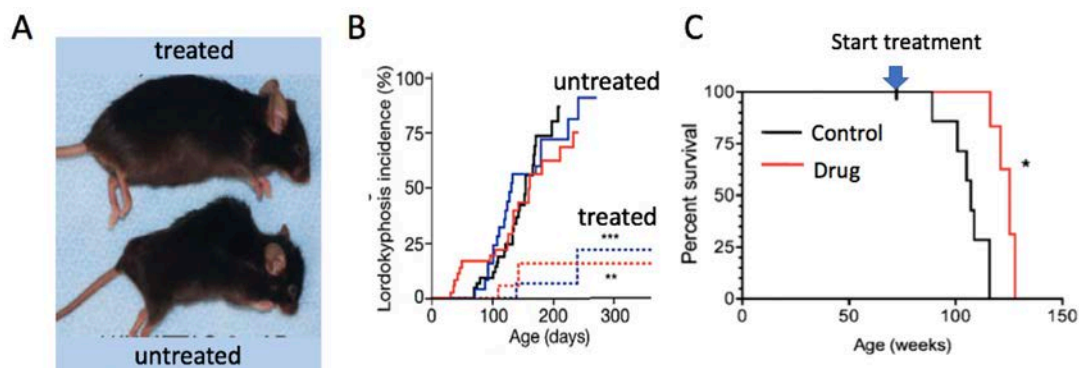 A
treated
untreated
B
Lordokyphosis incidence (%)
100
75
50
25
0
untreated
treated
***
**
0
100
200
300
Age (days)
C
Start treatment
Percent survival
100
75
50
25
0
Control
Drug
*
0
50
100
150
Age (weeks)